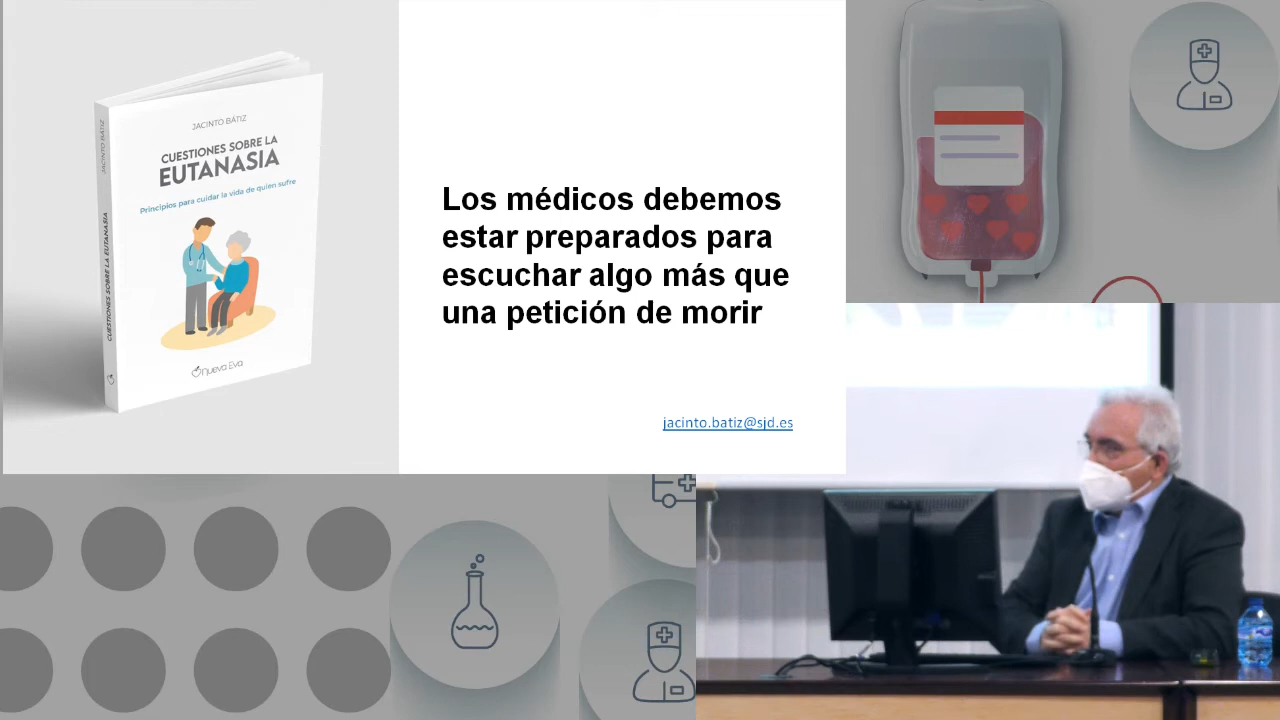 JACINTO BÁTIZ
CUESTIONES SOBRE LA
EUTANASIA
Principios para cuidar la vida de quien sufre
nueva Eva
JACINTO BÁTIZ
CUESTIONES SOBRE LA EUTANASIA
Los médicos debemos
estar preparados para
escuchar algo más que
una petición de morir
jacinto.batiz@sjd.es